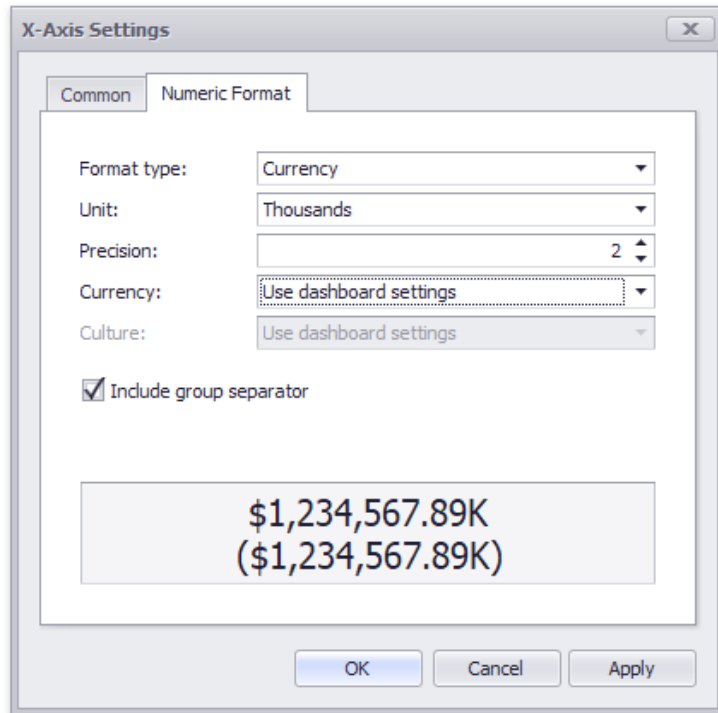 X-Axis Settings
Common Numeric Format
Format type: Currency
Unit: Thousands
Precision: 2
Currency: Use dashboard settings
Culture: Use dashboard settings
Include group separator
$1,234,567.89K
($1,234,567.89K)
OK Cancel Apply